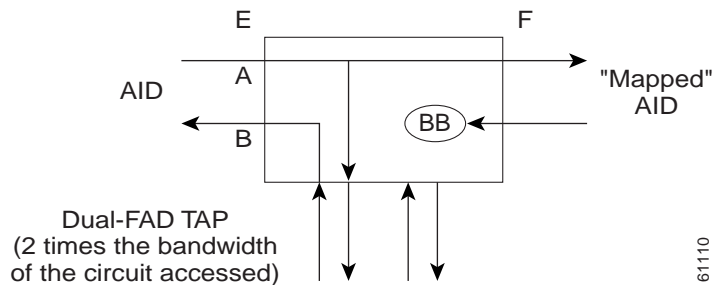 E
F
A
AID
"Mapped"
AID
B
BB
Dual-FAD TAP
(2 times the bandwidth
of the circuit accessed)
61110